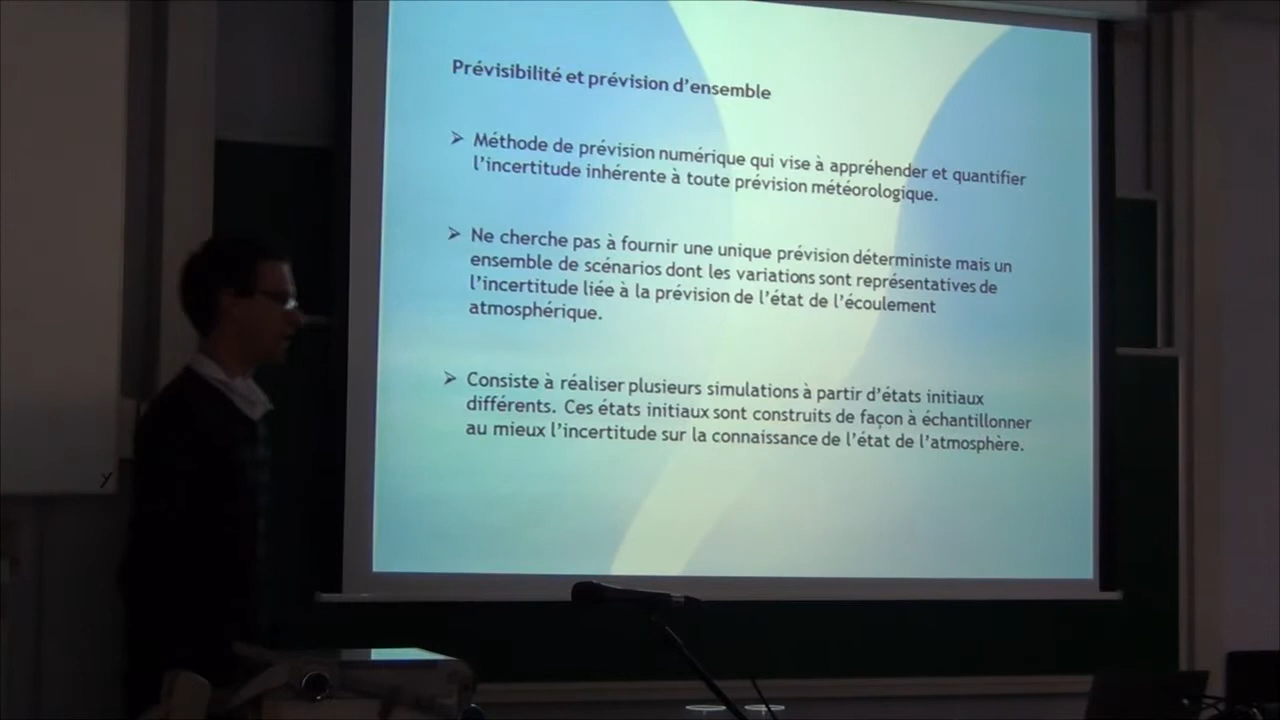 Prévisibilité et prévision d'ensemble
➢ Méthode de prévision numérique qui vise à appréhender et quantifier
l'incertitude inhérente à toute prévision météorologique.
➢ Ne cherche pas à fournir une unique prévision déterministe mais un
ensemble de scénarios dont les variations sont représentatives de
l'incertitude liée à la prévision de l'état de l'écoulement
atmosphérique.
➢ Consiste à réaliser plusieurs simulations à partir d'états initiaux
différents. Ces états initiaux sont construits de façon à échantillonner
au mieux l'incertitude sur la connaissance de l'état de l'atmosphère.
Y